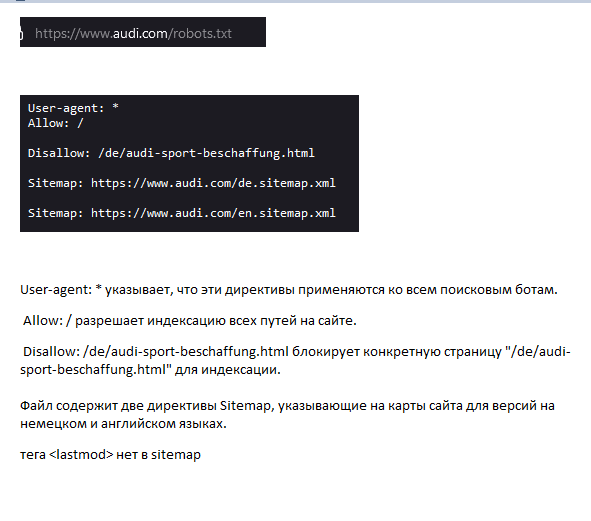 https://www.audi.com/robots.txt
User-agent: *
Allow: /
Disallow: /de/audi-sport-beschaffung.html
Sitemap: https://www.audi.com/de.sitemap.xml
Sitemap: https://www.audi.com/en.sitemap.xml
User-agent: * указывает, что эти директивы применяются ко всем поисковым ботам.
Allow: / разрешает индексацию всех путей на сайте.
Disallow: /de/audi-sport-beschaffung.html блокирует конкретную страницу "/de/audi-
sport-beschaffung.html" для индексации.
Файл содержит две директивы Sitemap, указывающие на карты сайта для версий на
немецком и английском языках.
тега <lastmod> нет в sitemap